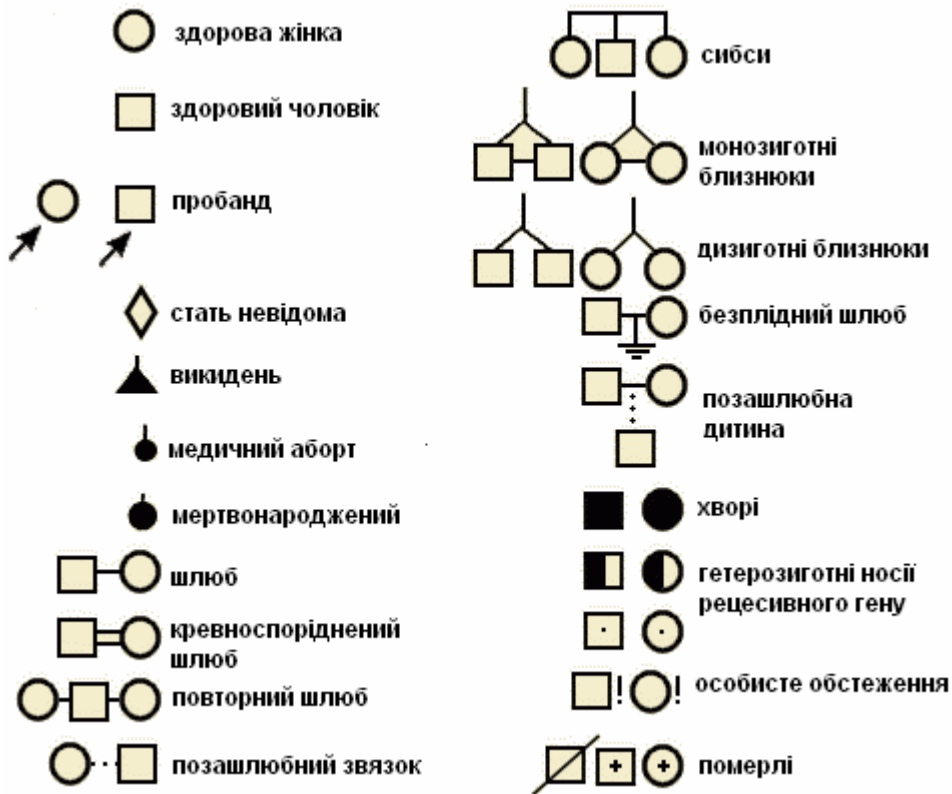 здорова жінка
здоровий чоловік
пробанд
стать невідома
викидень
медичний аборт
мертвонароджений
шлюб
кревноспоріднений
шлюб
повторний шлюб
позашлюбний звязок
сибси
монозиготні
близнюки
дизиготні близнюки
безплідний шлюб
позашлюбна
дитина
хворі
гетерозиготні носії
рецесивного гену
! ! особисте обстеження
померлі